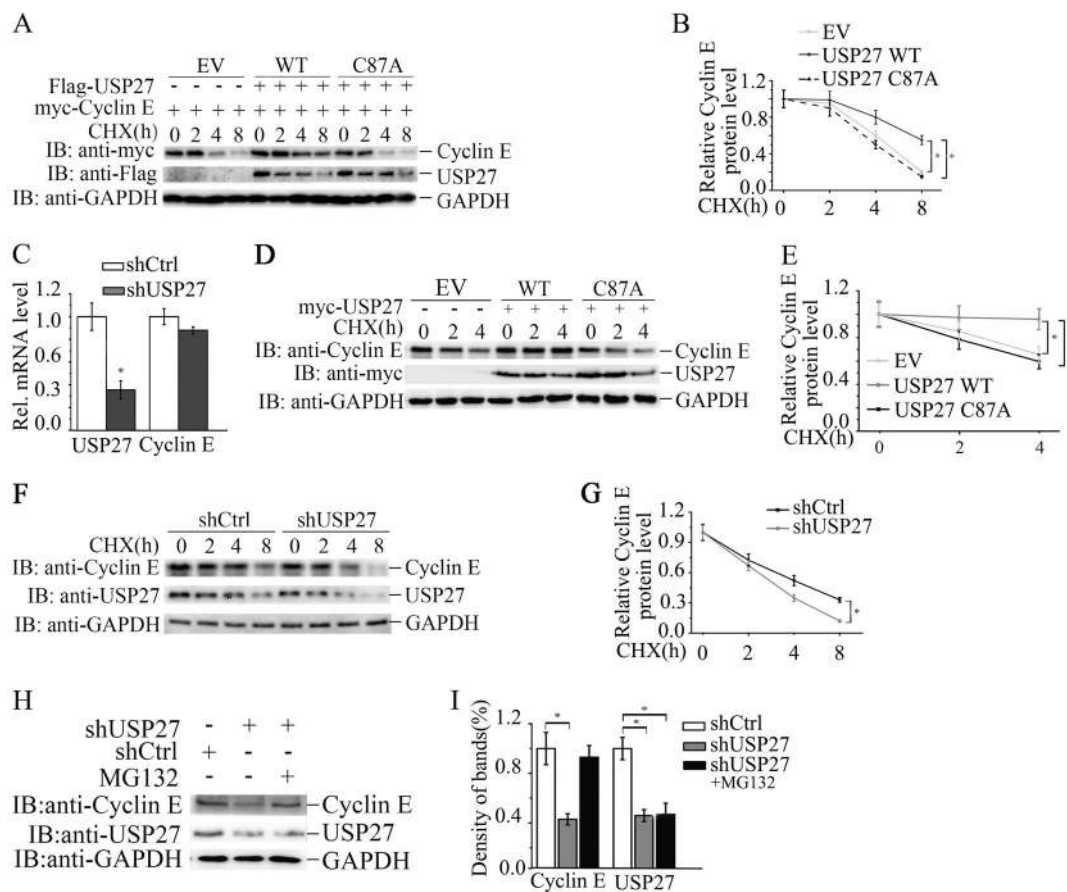 A
EV WT C87A
Flag-USP27 - - - - + + + + + + + +
myc-Cyclin E + + + + + + + + + + + +
CHX(h) 0 2 4 8 0 2 4 8 0 2 4 8
IB: anti-myc Cyclin E
IB: anti-Flag USP27
IB: anti-GAPDH GAPDH
B
EV
USP27 WT
USP27 C87A
Relative Cyclin E
protein level
1.2
0.8
0.4
0.0
* *
CHX(h) 0 2 4 8
C
shCtrl
shUSP27
Rel. mRNA level
1.2
1.0
0.6
0.3
0.0
*
USP27 Cyclin E
D
EV WT C87A
myc-USP27 - - - + + + + + +
CHX(h) 0 2 4 0 2 4 0 2 4
IB: anti-Cyclin E Cyclin E
IB: anti-myc USP27
IB: anti-GAPDH GAPDH
E
Relative Cyclin E
protein level
1.2
0.9
0.6
0.3
0.0
EV
USP27 WT
USP27 C87A
* *
CHX(h) 0 2 4
F
shCtrl shUSP27
CHX(h) 0 2 4 8 0 2 4 8
IB: anti-Cyclin E Cyclin E
IB: anti-USP27 USP27
IB: anti-GAPDH GAPDH
G
shCtrl
shUSP27
Relative Cyclin E
protein level
1.2
0.9
0.6
0.3
0
*
CHX(h) 0 2 4 8
H
shUSP27 - + +
shCtrl + - -
MG132 - - +
IB:anti-Cyclin E Cyclin E
IB:anti-USP27 USP27
IB:anti-GAPDH GAPDH
I
Density of bands(%)
1.2
0.8
0.4
0.0
* * *
shCtrl
shUSP27
shUSP27
+MG132
Cyclin E USP27